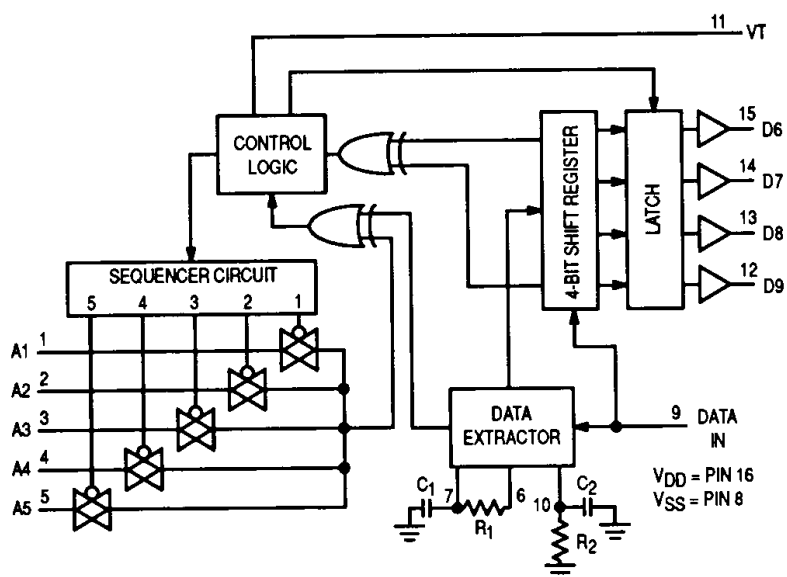 11 VT
CONTROL
LOGIC
4-BIT SHIFT REGISTER
LATCH
15 D6
14 D7
13 D8
12 D9
SEQUENCER CIRCUIT
5 4 3 2 1
A1 1
A2 2
A3 3
A4 4
A5 5
DATA
EXTRACTOR
9 DATA
IN
7 6 10
C1 R1 C2 R2
VDD = PIN 16
VSS = PIN 8